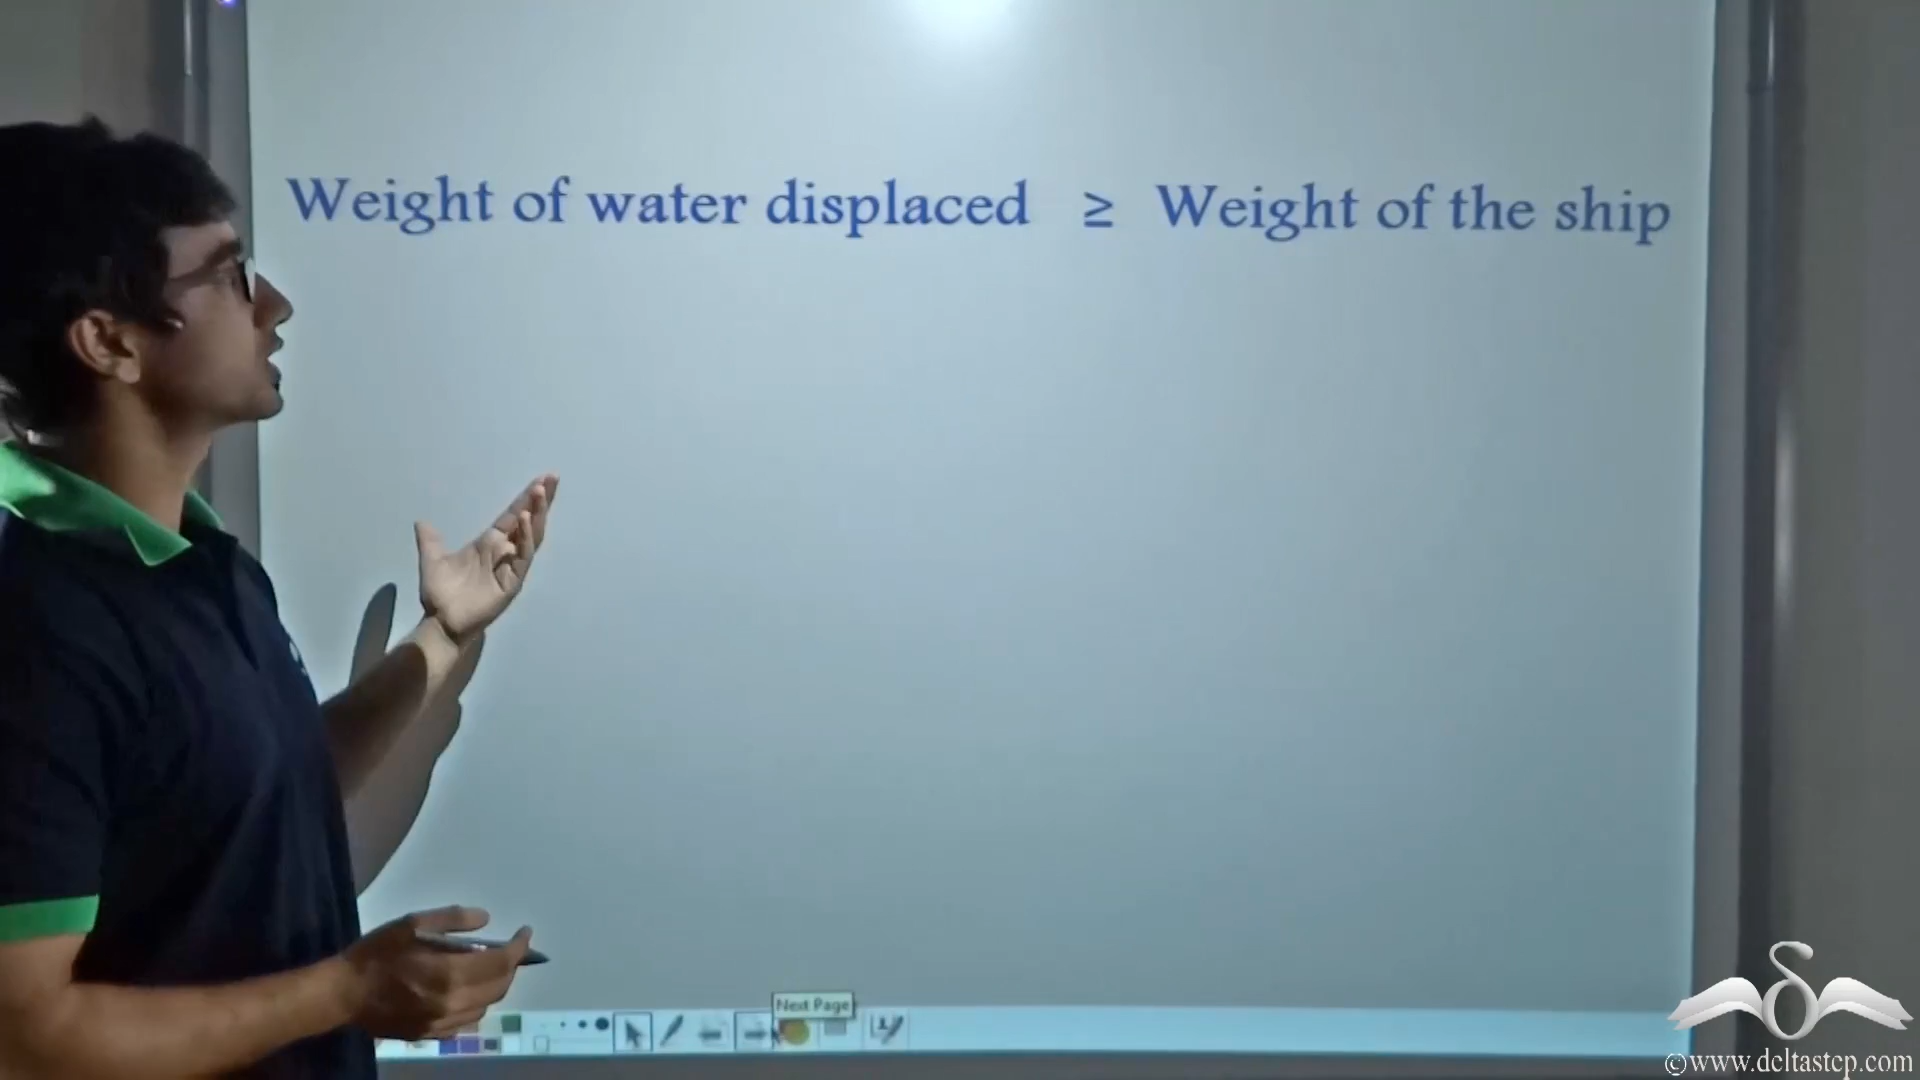 Weight of water displaced ≥ Weight of the ship
Next Page
©www.deltastep.com